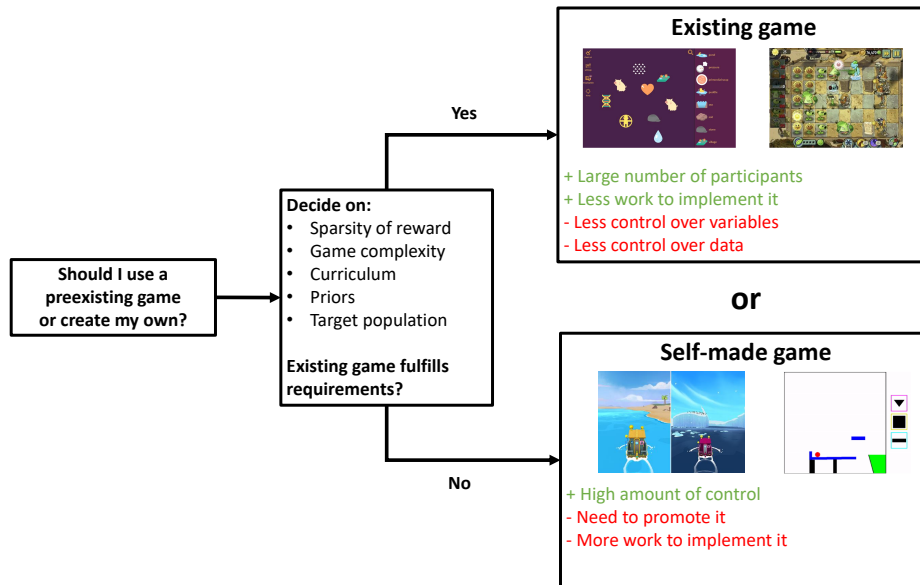 Should I use a
preexisting game
or create my own?
Decide on:
• Sparsity of reward
• Game complexity
• Curriculum
• Priors
• Target population
Existing game fulfills
requirements?
Yes
No
Existing game
+ Large number of participants
+ Less work to implement it
- Less control over variables
- Less control over data
or
Self-made game
+ High amount of control
- Need to promote it
- More work to implement it